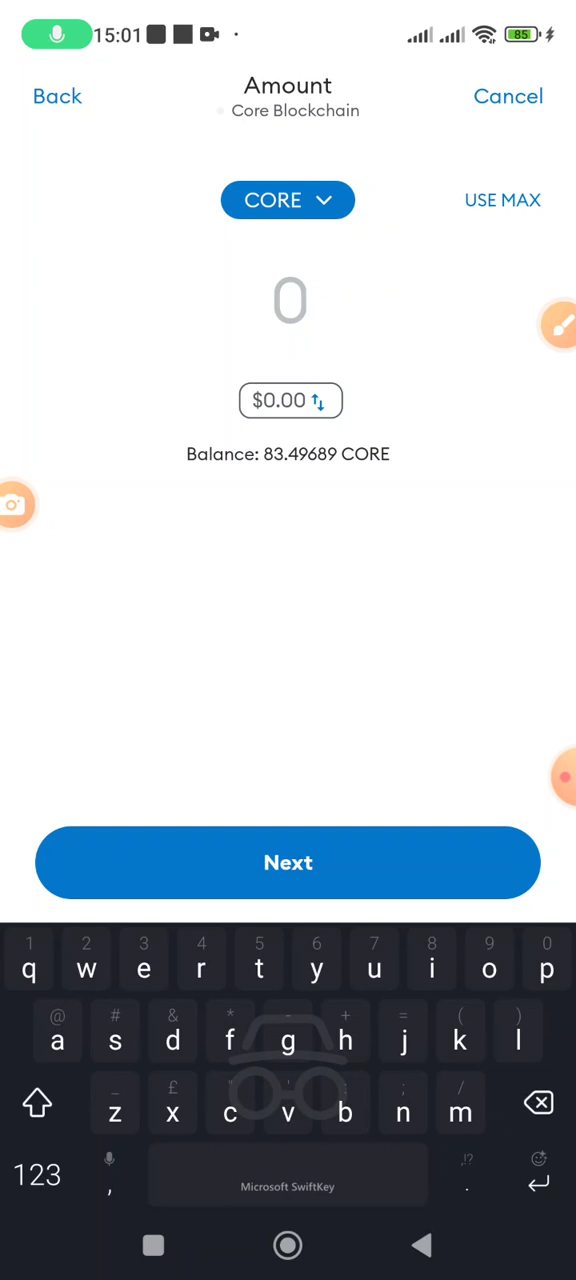 15:01
85
Back
Amount
Core Blockchain
Cancel
CORE
USE MAX
0
$0.00
Balance: 83.49689 CORE
Next
1 2 3 4 5 6 7 8 9 0
q w e r t y u i o p
@ # & * - + = ( )
a s d f g h j k l
_ £ " ' : ; /
z x c v b n m
123 , Microsoft SwiftKey ,!? .